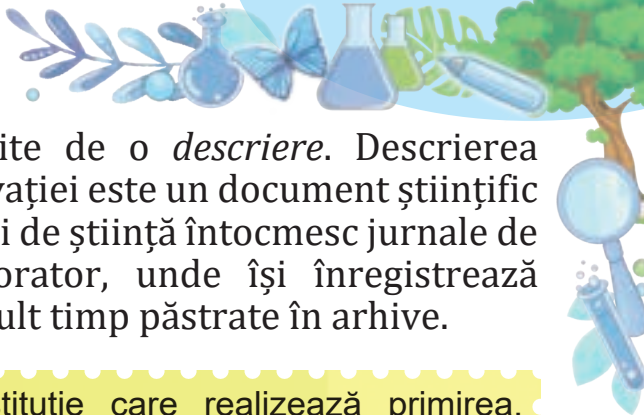 ite de o descriere. Descrierea
vației este un document științific
i de știință întocmesc jurnale de
orator, unde își înregistrează
ult timp păstrate în arhive.
stituție care realizează primirea,